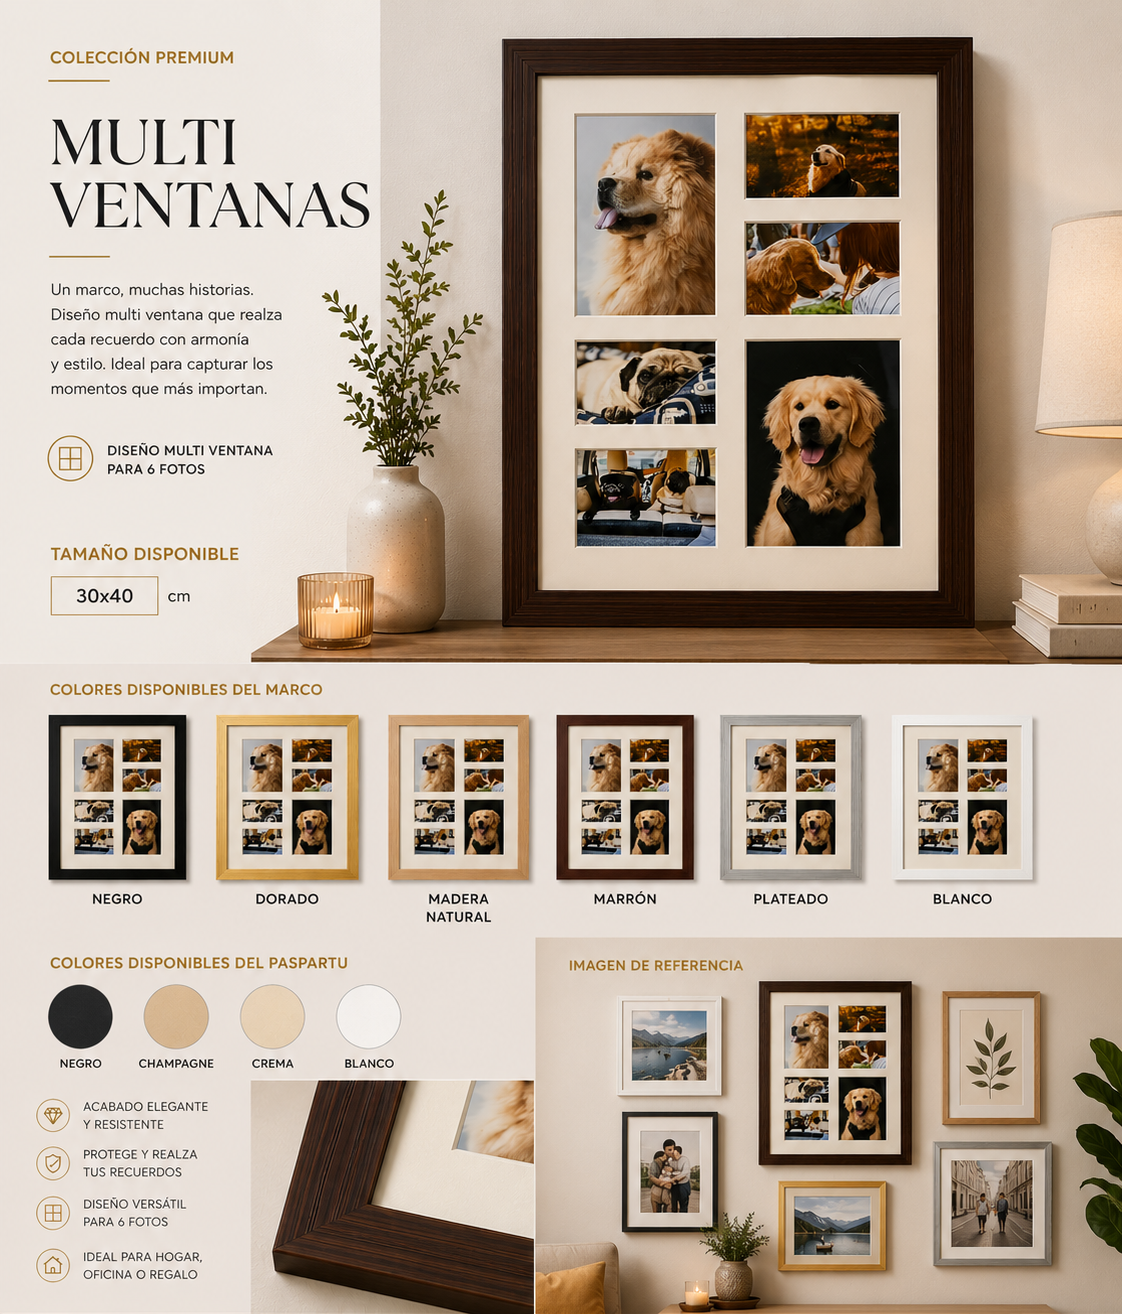 COLECCIÓN PREMIUM
MULTI
VENTANAS
Un marco, muchas historias.
Diseño multi ventana que realza
cada recuerdo con armonía
y estilo. Ideal para capturar los
momentos que más importan.
DISEÑO MULTI VENTANA
PARA 6 FOTOS
TAMAÑO DISPONIBLE
30x40 cm
COLORES DISPONIBLES DEL MARCO
NEGRO
DORADO
MADERA
NATURAL
MARRÓN
PLATEADO
BLANCO
COLORES DISPONIBLES DEL PASPARTU
NEGRO
CHAMPAGNE
CREMA
BLANCO
ACABADO ELEGANTE
Y RESISTENTE
PROTEGE Y REALZA
TUS RECUERDOS
DISEÑO VERSÁTIL
PARA 6 FOTOS
IDEAL PARA HOGAR,
OFICINA O REGALO
IMAGEN DE REFERENCIA